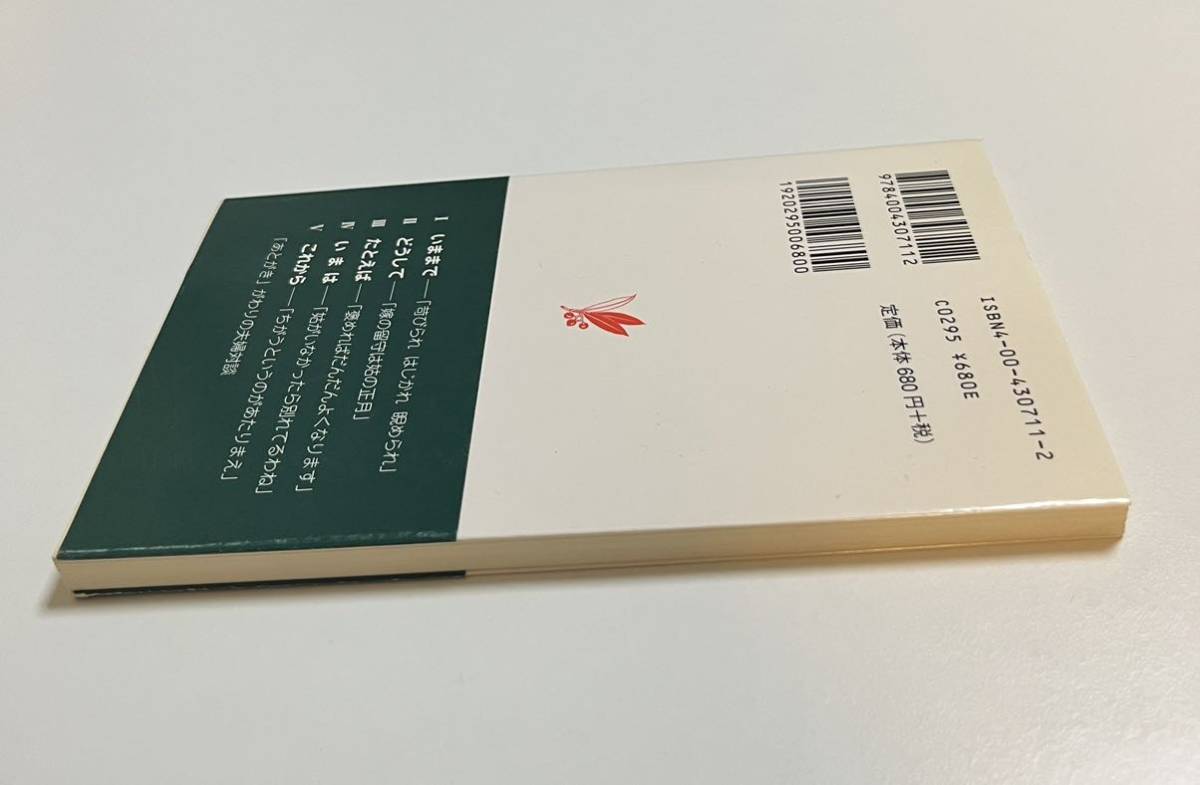 9784004307112
1920295006800
ISBN4-00-430711-2
C0295 ¥680E
定価(本体 680 円+税)
Ⅰ いままで──「苛びられ はじかれ 睨められ」
Ⅱ どうして──「嫁の留守は姑の正月」
Ⅲ たとえば──「褒めればだんだんよくなります」
Ⅳ いまは──「姑がいなかったら別れてるわね」
Ⅴ これから──「ちがうというのがあたりまえ」
「あとがき」がわりの夫婦対談